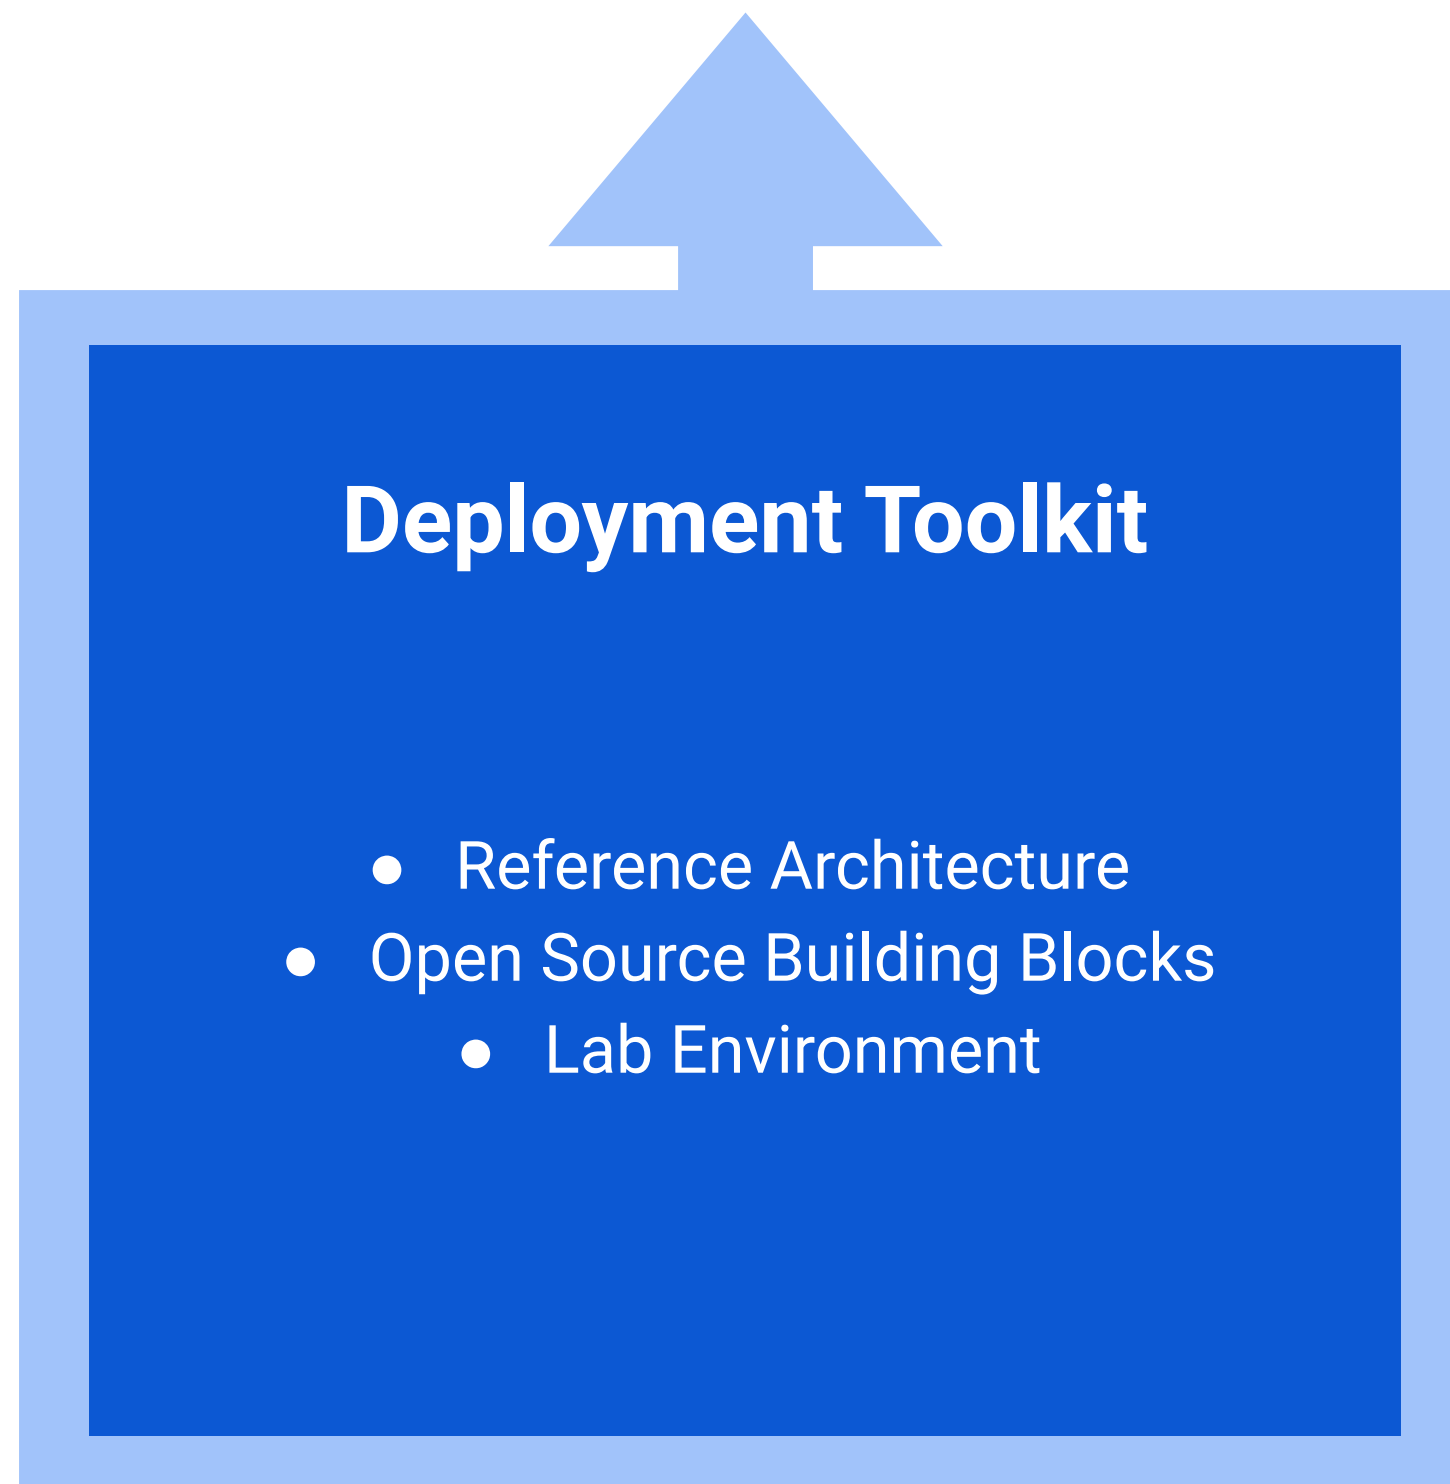 Deployment Toolkit
● Reference Architecture
● Open Source Building Blocks
● Lab Environment